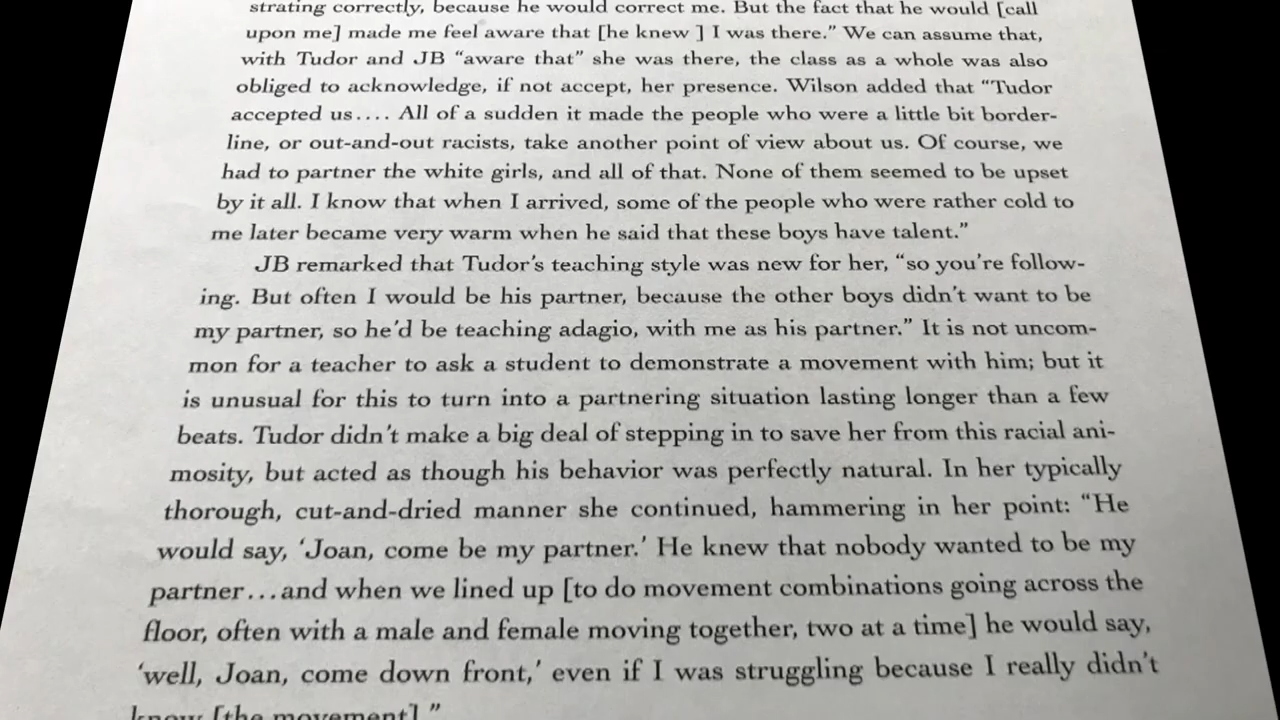 strating correctly, because he would correct me. But the fact that he would [call
upon me] made me feel aware that [he knew ] I was there.” We can assume that,
with Tudor and JB “aware that” she was there, the class as a whole was also
obliged to acknowledge, if not accept, her presence. Wilson added that “Tudor
accepted us.... All of a sudden it made the people who were a little bit border-
line, or out-and-out racists, take another point of view about us. Of course, we
had to partner the white girls, and all of that. None of them seemed to be upset
by it all. I know that when I arrived, some of the people who were rather cold to
me later became very warm when he said that these boys have talent.”
JB remarked that Tudor’s teaching style was new for her, “so you’re follow-
ing. But often I would be his partner, because the other boys didn’t want to be
my partner, so he’d be teaching adagio, with me as his partner.” It is not uncom-
mon for a teacher to ask a student to demonstrate a movement with him; but it
is unusual for this to turn into a partnering situation lasting longer than a few
beats. Tudor didn’t make a big deal of stepping in to save her from this racial ani-
mosity, but acted as though his behavior was perfectly natural. In her typically
thorough, cut-and-dried manner she continued, hammering in her point: “He
would say, ‘Joan, come be my partner.’ He knew that nobody wanted to be my
partner...and when we lined up [to do movement combinations going across the
floor, often with a male and female moving together, two at a time] he would say,
‘well, Joan, come down front,’ even if I was struggling because I really didn’t
know [the movement].”